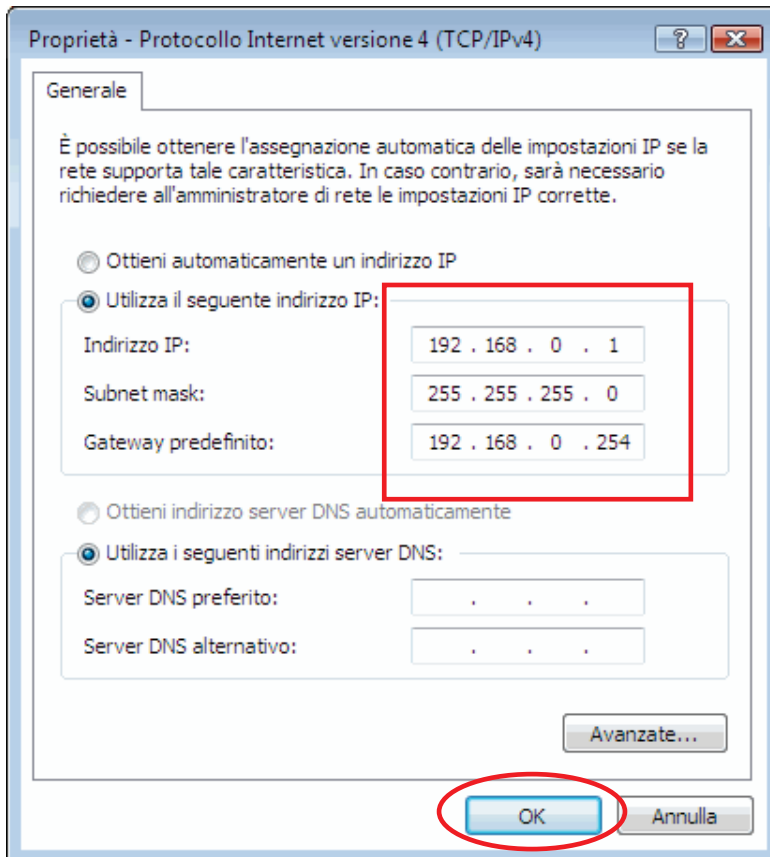 Proprietà - Protocollo Internet versione 4 (TCP/IPv4)
Generale
È possibile ottenere l'assegnazione automatica delle impostazioni IP se la
rete supporta tale caratteristica. In caso contrario, sarà necessario
richiedere all'amministratore di rete le impostazioni IP corrette.
Ottieni automaticamente un indirizzo IP
Utilizza il seguente indirizzo IP:
Indirizzo IP: 192 . 168 . 0 . 1
Subnet mask: 255 . 255 . 255 . 0
Gateway predefinito: 192 . 168 . 0 . 254
Ottieni indirizzo server DNS automaticamente
Utilizza i seguenti indirizzi server DNS:
Server DNS preferito: . . .
Server DNS alternativo: . . .
Avanzate...
OK Annulla